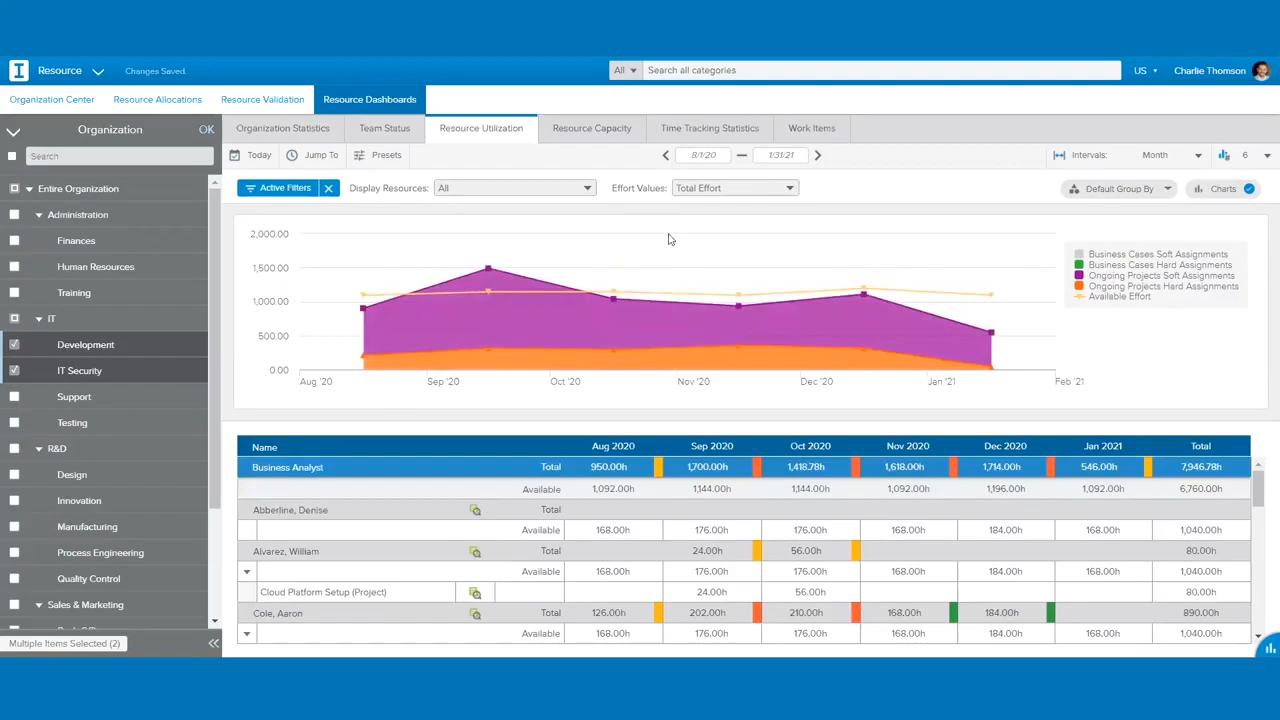 I Resource Changes Saved. All Search all categories US Charlie Thomson
Organization Center Resource Allocations Resource Validation Resource Dashboards
Organization OK
Search
Entire Organization
Administration
Finances
Human Resources
Training
IT
Development
IT Security
Support
Testing
R&D
Design
Innovation
Manufacturing
Process Engineering
Quality Control
Sales & Marketing
Multiple Items Selected (2)
Organization Statistics Team Status Resource Utilization Resource Capacity Time Tracking Statistics Work Items
Today Jump To Presets 8/1/20 — 1/31/21 Intervals: Month 6
Active Filters Display Resources: All Effort Values: Total Effort Default Group By Charts
2,000.00
1,500.00
1,000.00
500.00
0.00
Aug '20 Sep '20 Oct '20 Nov '20 Dec '20 Jan '21 Feb '21
Business Cases Soft Assignments
Business Cases Hard Assignments
Ongoing Projects Soft Assignments
Ongoing Projects Hard Assignments
Available Effort
Name Aug 2020 Sep 2020 Oct 2020 Nov 2020 Dec 2020 Jan 2021 Total
Business Analyst Total 950.00h 1,700.00h 1,418.78h 1,618.00h 1,714.00h 546.00h 7,946.78h
Available 1,092.00h 1,144.00h 1,144.00h 1,092.00h 1,196.00h 1,092.00h 6,760.00h
Abberline, Denise Total
Available 168.00h 176.00h 176.00h 168.00h 184.00h 168.00h 1,040.00h
Alvarez, William Total 24.00h 56.00h 80.00h
Available 168.00h 176.00h 176.00h 168.00h 184.00h 168.00h 1,040.00h
Cloud Platform Setup (Project) 24.00h 56.00h 80.00h
Cole, Aaron Total 126.00h 202.00h 210.00h 168.00h 184.00h 890.00h
Available 168.00h 176.00h 176.00h 168.00h 184.00h 168.00h 1,040.00h